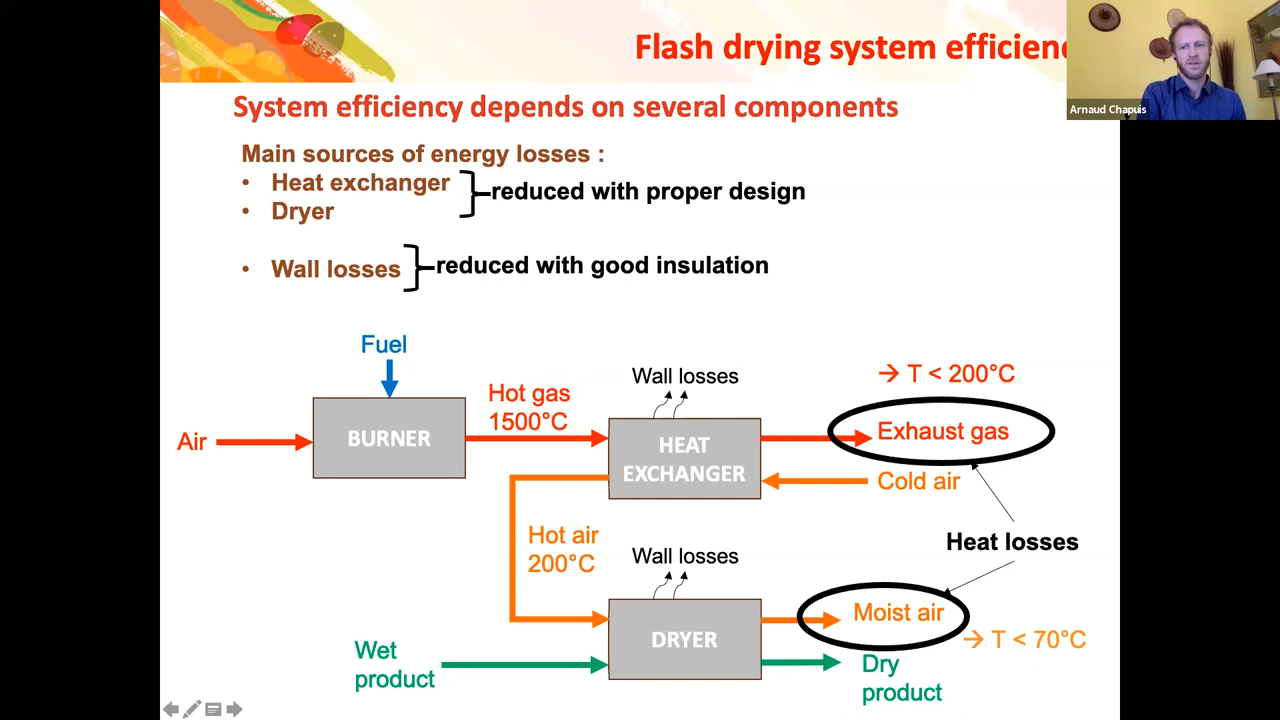 Flash drying system efficien
Arnaud Chapuis
System efficiency depends on several components
Main sources of energy losses :
• Heat exchanger
reduced with proper design
• Dryer
• Wall losses
reduced with good insulation
Fuel
Wall losses
→ T < 200°C
Hot gas
1500°C
Air
BURNER
HEAT
EXCHANGER
Exhaust gas
Cold air
Hot air
200°C
Heat losses
Wall losses
Moist air
DRYER
→ T < 70°C
Wet
product
Dry
product